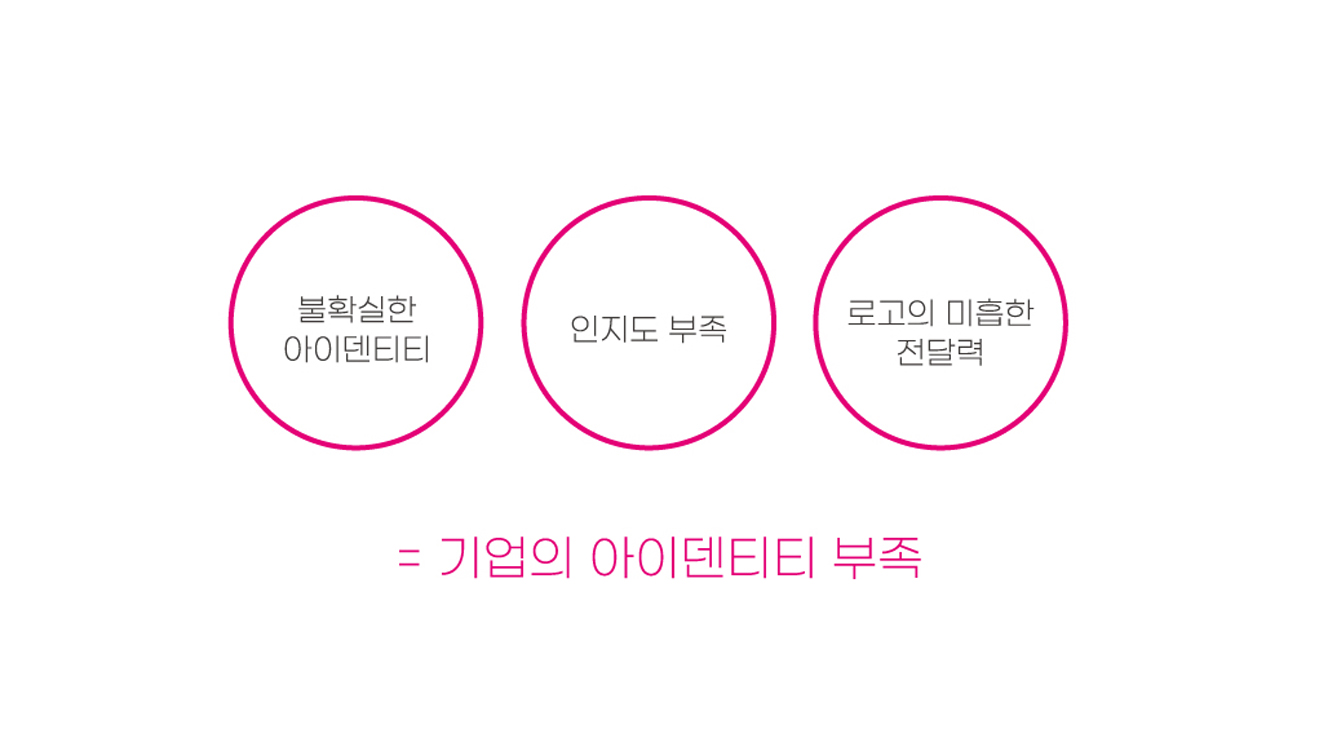 불확실한
아이덴티티
인지도 부족
로고의 미흡한
전달력
= 기업의 아이덴티티 부족